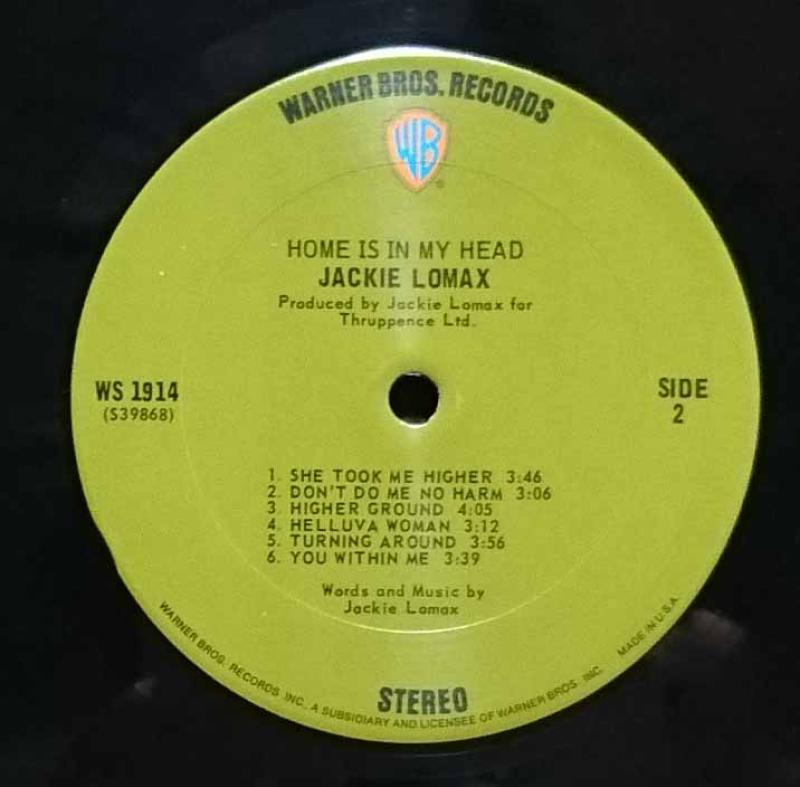 WARNER BROS. RECORDS
WB
HOME IS IN MY HEAD
JACKIE LOMAX
Produced by Jackie Lomax for
Thruppence Ltd.
WS 1914
(S39868)
SIDE
2
1. SHE TOOK ME HIGHER 3:46
2. DON'T DO ME NO HARM 3:06
3. HIGHER GROUND 4:05
4. HELLUVA WOMAN 3:12
5. TURNING AROUND 3:56
6. YOU WITHIN ME 3:39
Words and Music by
Jackie Lomax
STEREO
WARNER BROS. RECORDS INC., A SUBSIDIARY AND LICENSEE OF WARNER BROS. INC. MADE IN U.S.A.